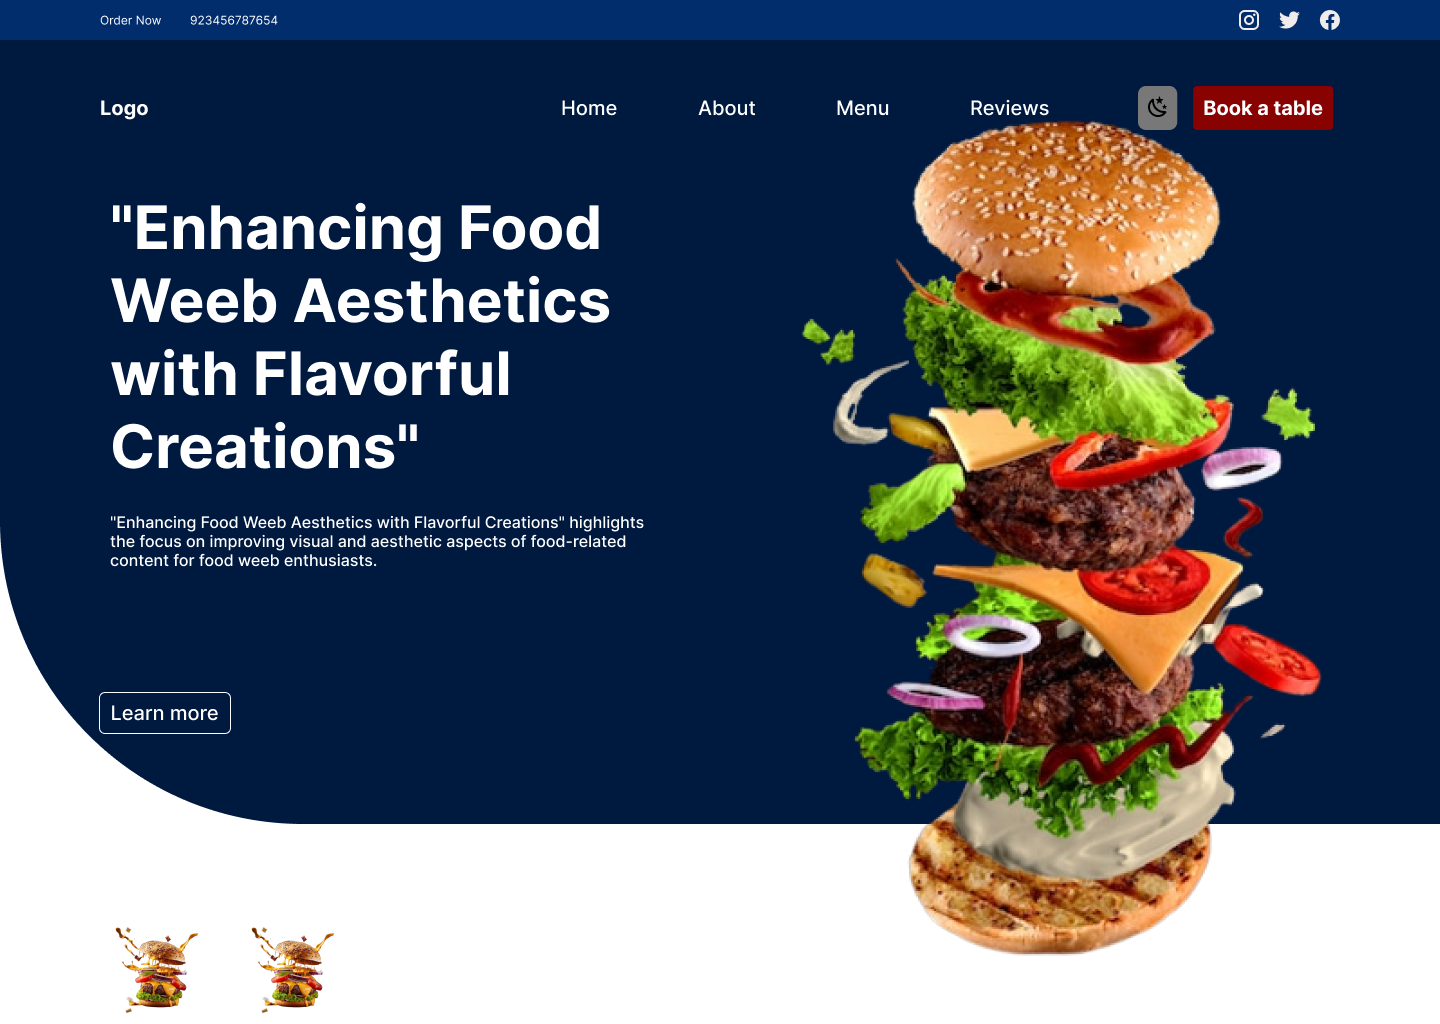 Order Now 923456787654
Logo Home About Menu Reviews Book a table
"Enhancing Food
Weeb Aesthetics
with Flavorful
Creations"
"Enhancing Food Weeb Aesthetics with Flavorful Creations" highlights
the focus on improving visual and aesthetic aspects of food-related
content for food weeb enthusiasts.
Learn more